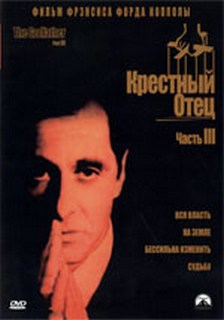 ФИЛЬМ ФРЭНСИСА ФОРДА КОППОЛЫ
The Godfather
Part III
Крестный
Отец
Часть III
ВСЯ ВЛАСТЬ
НА ЗЕМЛЕ
БЕССИЛЬНА ИЗМЕНИТЬ
СУДЬБУ
DVD